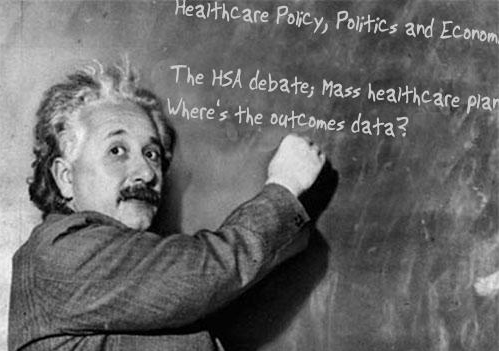 Healthcare Policy, Politics and Econom
The HSA debate; Mass healthcare plan
Where's the outcomes data?